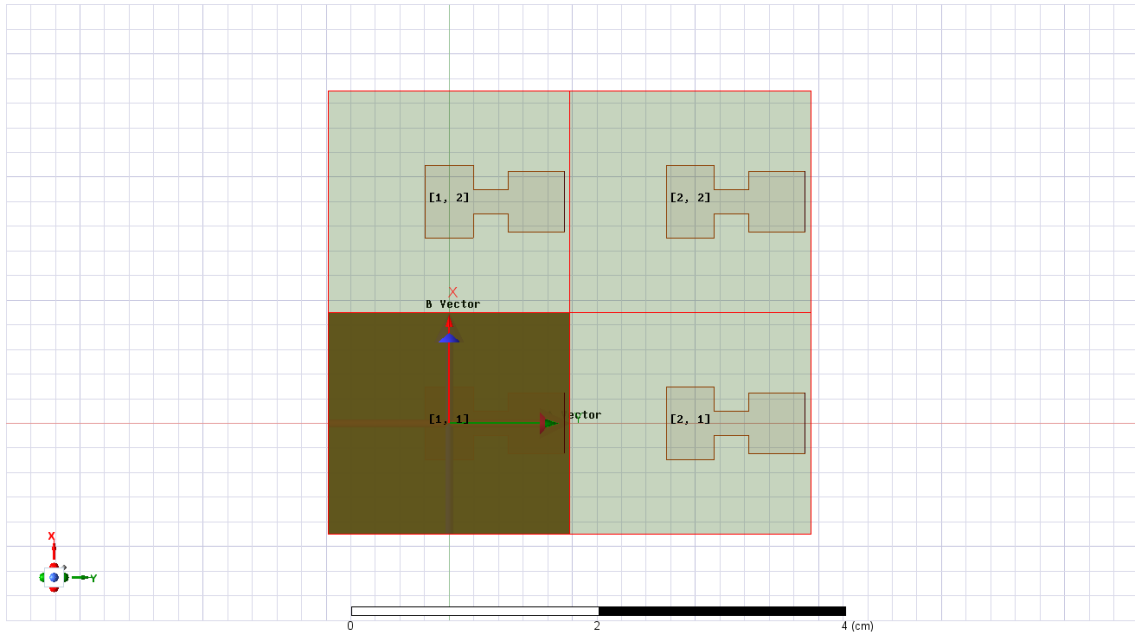 [1, 2] [2, 2]
X
B Vector
[1, 1] ector Y [2, 1]
X
Y
0 2 4 (cm)